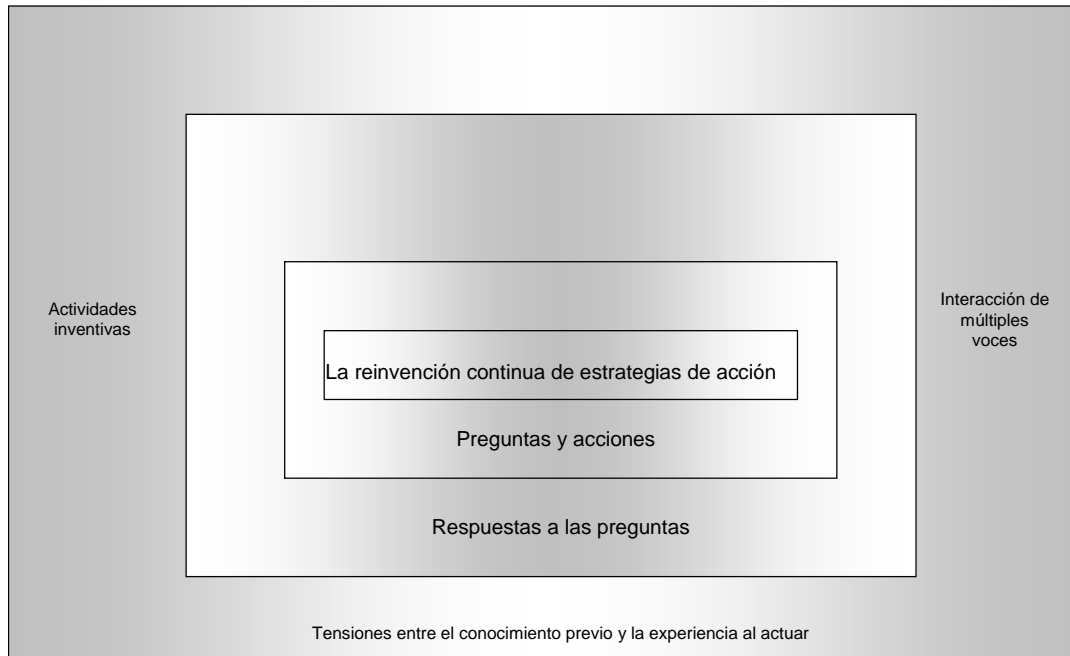 Actividades
inventivas
Interacción de
múltiples
voces
La reinvención continua de estrategias de acción
Preguntas y acciones
Respuestas a las preguntas
Tensiones entre el conocimiento previo y la experiencia al actuar